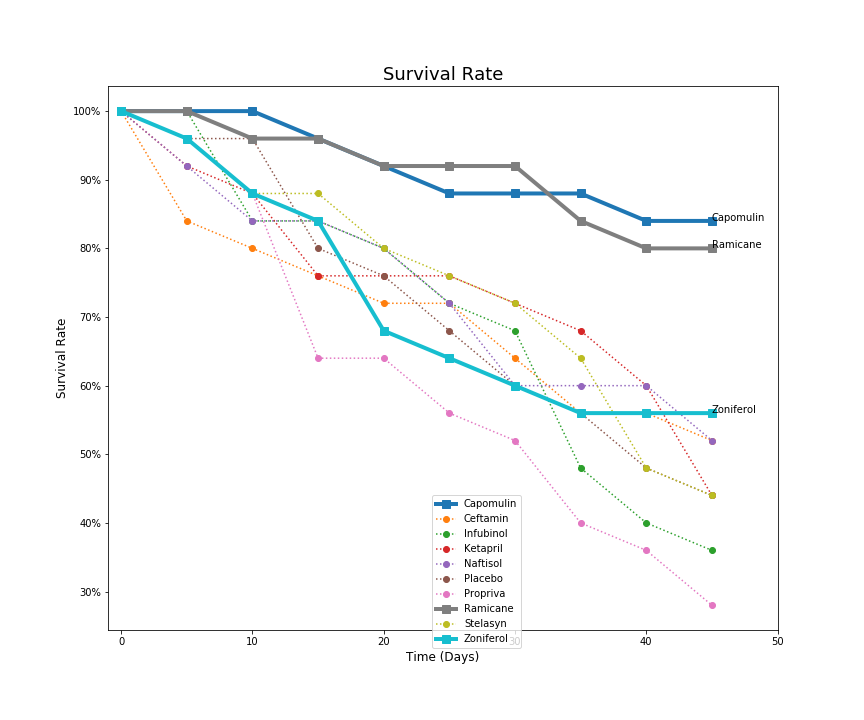 Survival Rate
100%
90%
80%
70%
60%
50%
40%
30%
Survival Rate
Capomulin
Ramicane
Zoniferol
Capomulin
Ceftamin
Infubinol
Ketapril
Naftisol
Placebo
Propriva
Ramicane
Stelasyn
Zoniferol
0 10 20 30 40 50
Time (Days)